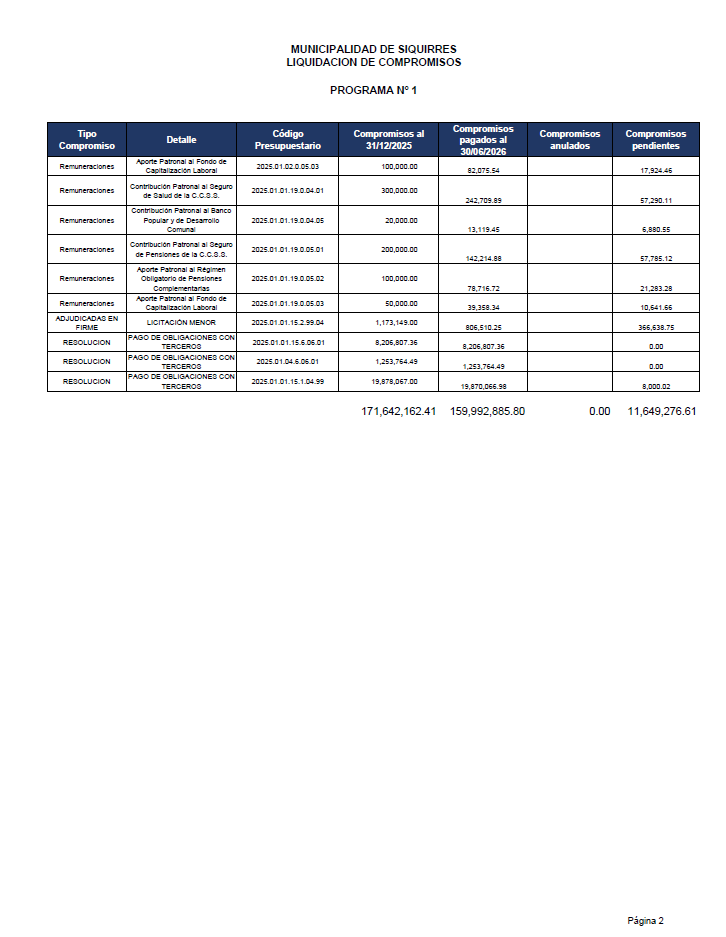 MUNICIPALIDAD DE SIQUIRRES
LIQUIDACION DE COMPROMISOS
PROGRAMA Nº 1
Tipo Compromiso Detalle Código Presupuestario Compromisos al 31/12/2025 Compromisos pagados al 30/06/2026 Compromisos anulados Compromisos pendientes
Remuneraciones Aporte Patronal al Fondo de Capitalización Laboral 2025.01.02.0.05.03 100,000.00 82,075.54 17,924.46
Remuneraciones Contribución Patronal al Seguro de Salud de la C.C.S.S. 2025.01.01.19.0.04.01 300,000.00 242,709.89 57,290.11
Remuneraciones Contribución Patronal al Banco Popular y de Desarrollo Comunal 2025.01.01.19.0.04.05 20,000.00 13,119.45 6,880.55
Remuneraciones Contribución Patronal al Seguro de Pensiones de la C.C.S.S. 2025.01.01.19.0.05.01 200,000.00 142,214.88 57,785.12
Remuneraciones Aporte Patronal al Régimen Obligatorio de Pensiones Complementarias 2025.01.01.19.0.05.02 100,000.00 78,716.72 21,283.28
Remuneraciones Aporte Patronal al Fondo de Capitalización Laboral 2025.01.01.19.0.05.03 50,000.00 39,358.34 10,641.66
ADJUDICADAS EN FIRME LICITACIÓN MENOR 2025.01.01.15.2.99.04 1,173,149.00 806,510.25 366,638.75
RESOLUCION PAGO DE OBLIGACIONES CON TERCEROS 2025.01.01.15.6.06.01 8,206,807.36 8,206,807.36 0.00
RESOLUCION PAGO DE OBLIGACIONES CON TERCEROS 2025.01.04.6.06.01 1,253,764.49 1,253,764.49 0.00
RESOLUCION PAGO DE OBLIGACIONES CON TERCEROS 2025.01.01.15.1.04.99 19,878,067.00 19,870,066.98 8,000.02
171,642,162.41 159,992,885.80 0.00 11,649,276.61
Página 2